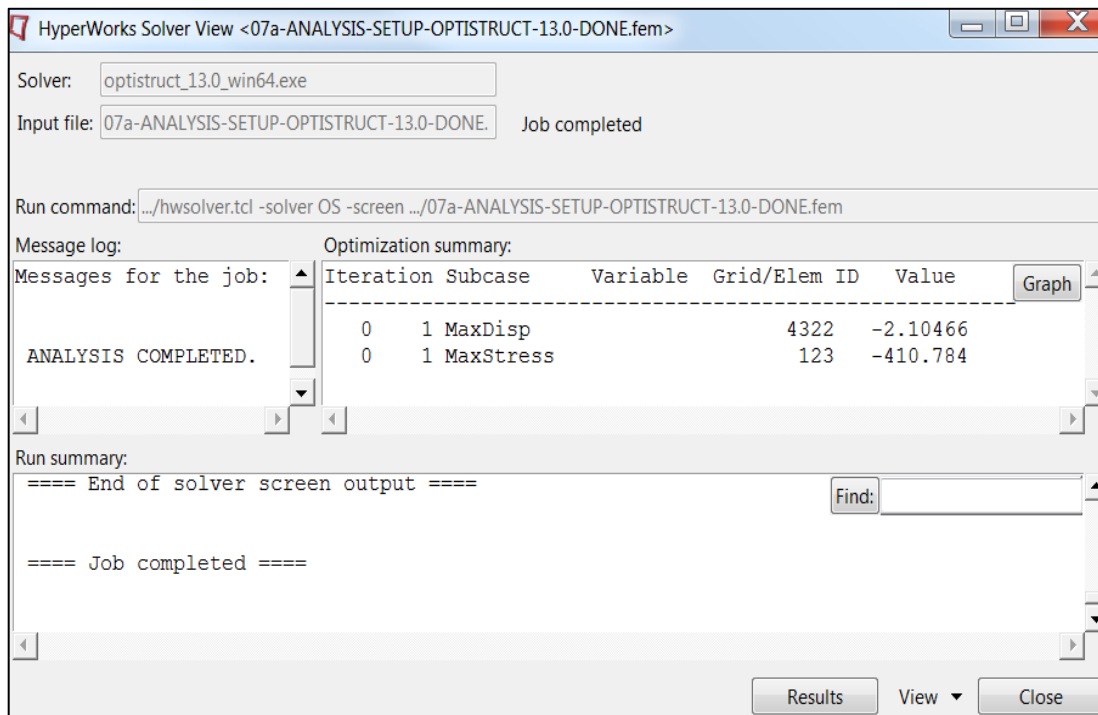 HyperWorks Solver View <07a-ANALYSIS-SETUP-OPTISTRUCT-13.0-DONE.fem>
Solver: optistruct_13.0_win64.exe
Input file: 07a-ANALYSIS-SETUP-OPTISTRUCT-13.0-DONE. Job completed
Run command: .../hwsolver.tcl -solver OS -screen .../07a-ANALYSIS-SETUP-OPTISTRUCT-13.0-DONE.fem
Message log:
Messages for the job:
ANALYSIS COMPLETED.
Optimization summary:
Iteration Subcase Variable Grid/Elem ID Value Graph
------------------------------------------------------------
0 1 MaxDisp 4322 -2.10466
0 1 MaxStress 123 -410.784
Run summary:
==== End of solver screen output ==== Find:
==== Job completed ====
Results View Close